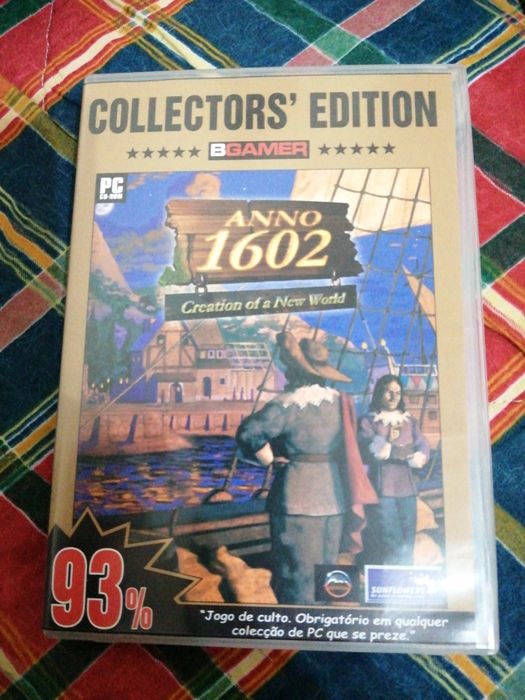 COLLECTORS' EDITION
★★★★★ BGAMER ★★★★★
PC
CD-ROM
ANNO
1602
Creation of a New World
93%
SUNFLOWERS
"Jogo de culto. Obrigatório em qualquer
colecção de PC que se preze."